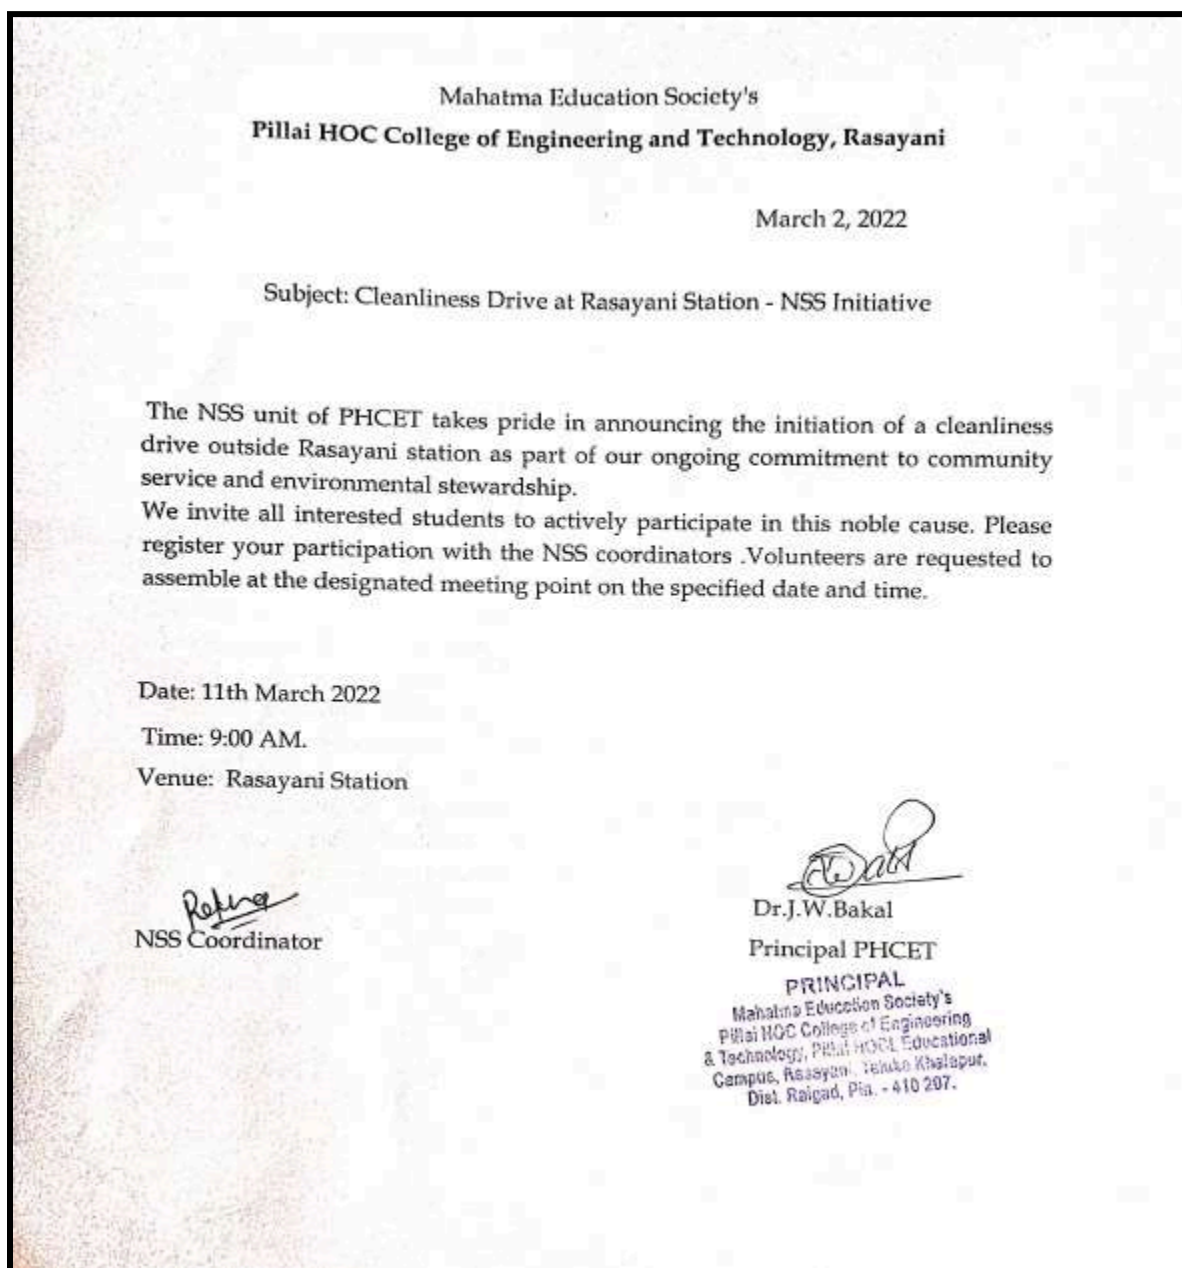 Mahatma Education Society's
Pillai HOC College of Engineering and Technology, Rasayani
March 2, 2022
Subject: Cleanliness Drive at Rasayani Station - NSS Initiative
The NSS unit of PHCET takes pride in announcing the initiation of a cleanliness
drive outside Rasayani station as part of our ongoing commitment to community
service and environmental stewardship.
We invite all interested students to actively participate in this noble cause. Please
register your participation with the NSS coordinators .Volunteers are requested to
assemble at the designated meeting point on the specified date and time.
Date: 11th March 2022
Time: 9:00 AM.
Venue: Rasayani Station
NSS Coordinator
Dr.J.W.Bakal
Principal PHCET
PRINCIPAL
Mahatma Education Society's
Pillai HOC College of Engineering
& Technology, Pillai HOCL Educational
Campus, Rasayani, Taluka Khalapur,
Dist. Raigad, Pin. - 410 207.